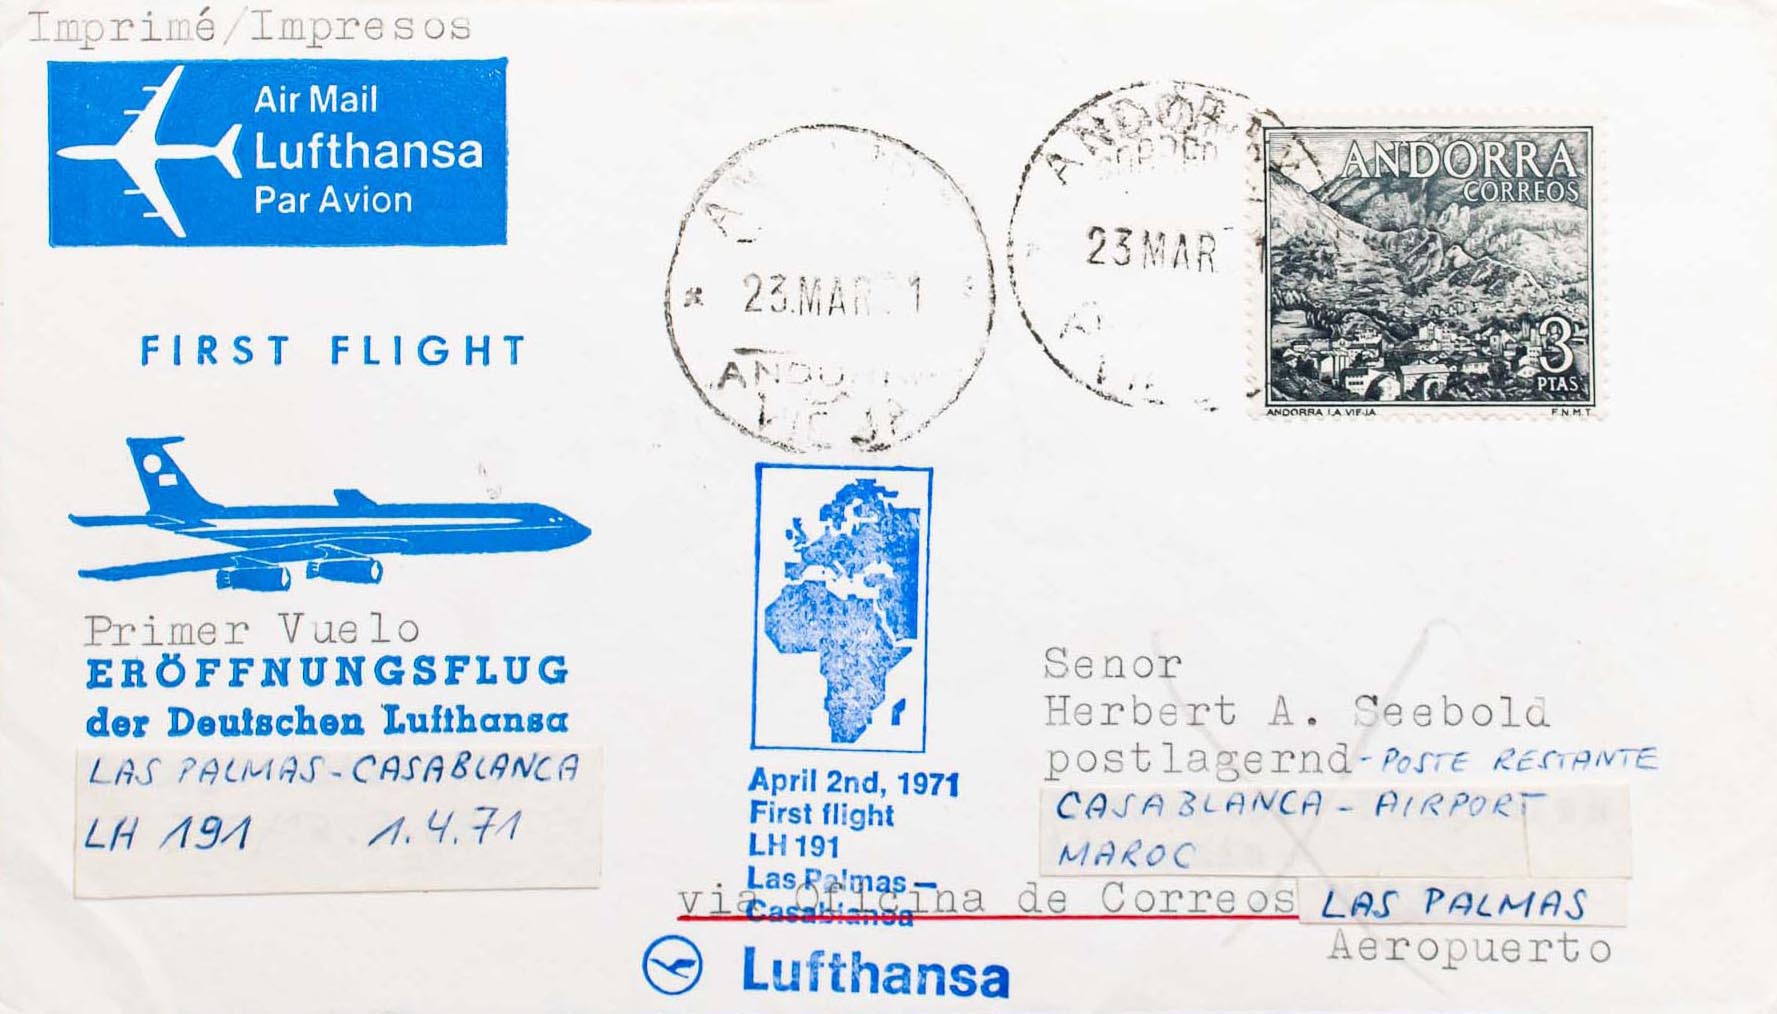 Imprimé/Impresos
Air Mail
Lufthansa
Par Avion
FIRST FLIGHT
Primer Vuelo
ERÖFFNUNGSFLUG
der Deutschen Lufthansa
LAS PALMAS - CASABLANCA
LH 191 1.4.71
23.MAR 1
ANDORRA
23 MAR
ANDORRA
CORREOS
3
PTAS
ANDORRA LA VIEJA F.N.M.T
April 2nd, 1971
First flight
LH 191
Las Palmas –
Casablanca
Lufthansa
Senor
Herbert A. Seebold
postlagernd - POSTE RESTANTE
CASABLANCA - AIRPORT
MAROC
via Oficina de Correos LAS PALMAS
Aeropuerto